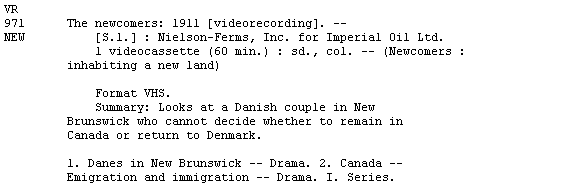 VR
971 The newcomers: 1911 [videorecording]. --
NEW [S.l.] : Nielson-Ferms, Inc. for Imperial Oil Ltd.
1 videocassette (60 min.) : sd., col. -- (Newcomers :
inhabiting a new land)
Format VHS.
Summary: Looks at a Danish couple in New
Brunswick who cannot decide whether to remain in
Canada or return to Denmark.
1. Danes in New Brunswick -- Drama. 2. Canada --
Emigration and immigration -- Drama. I. Series.